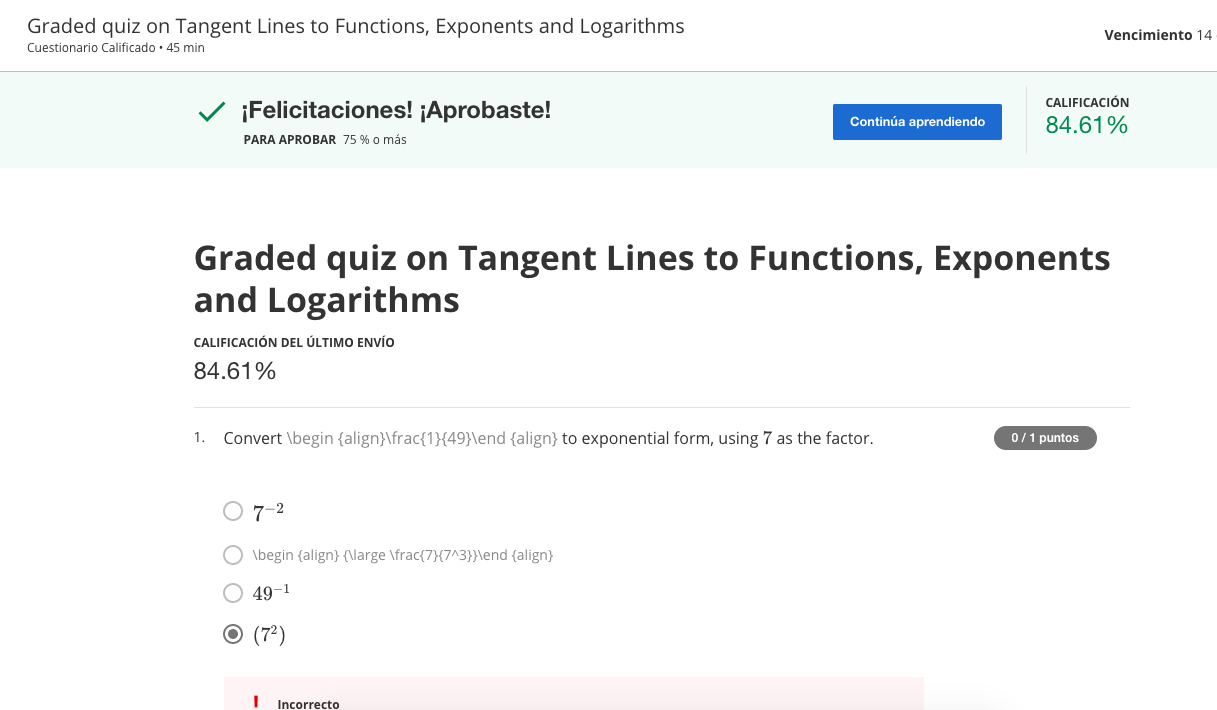 Graded quiz on Tangent Lines to Functions, Exponents and Logarithms
Cuestionario Calificado • 45 min
Vencimiento 14
¡Felicitaciones! ¡Aprobaste!
PARA APROBAR 75 % o más
Continúa aprendiendo
CALIFICACIÓN
84.61%
Graded quiz on Tangent Lines to Functions, Exponents
and Logarithms
CALIFICACIÓN DEL ÚLTIMO ENVÍO
84.61%
1. Convert \begin {align}\frac{1}{49}\end {align} to exponential form, using 7 as the factor.
0 / 1 puntos
7⁻²
\begin {align} {\large \frac{7}{7^3}}\end {align}
49⁻¹
(7²)
Incorrecto